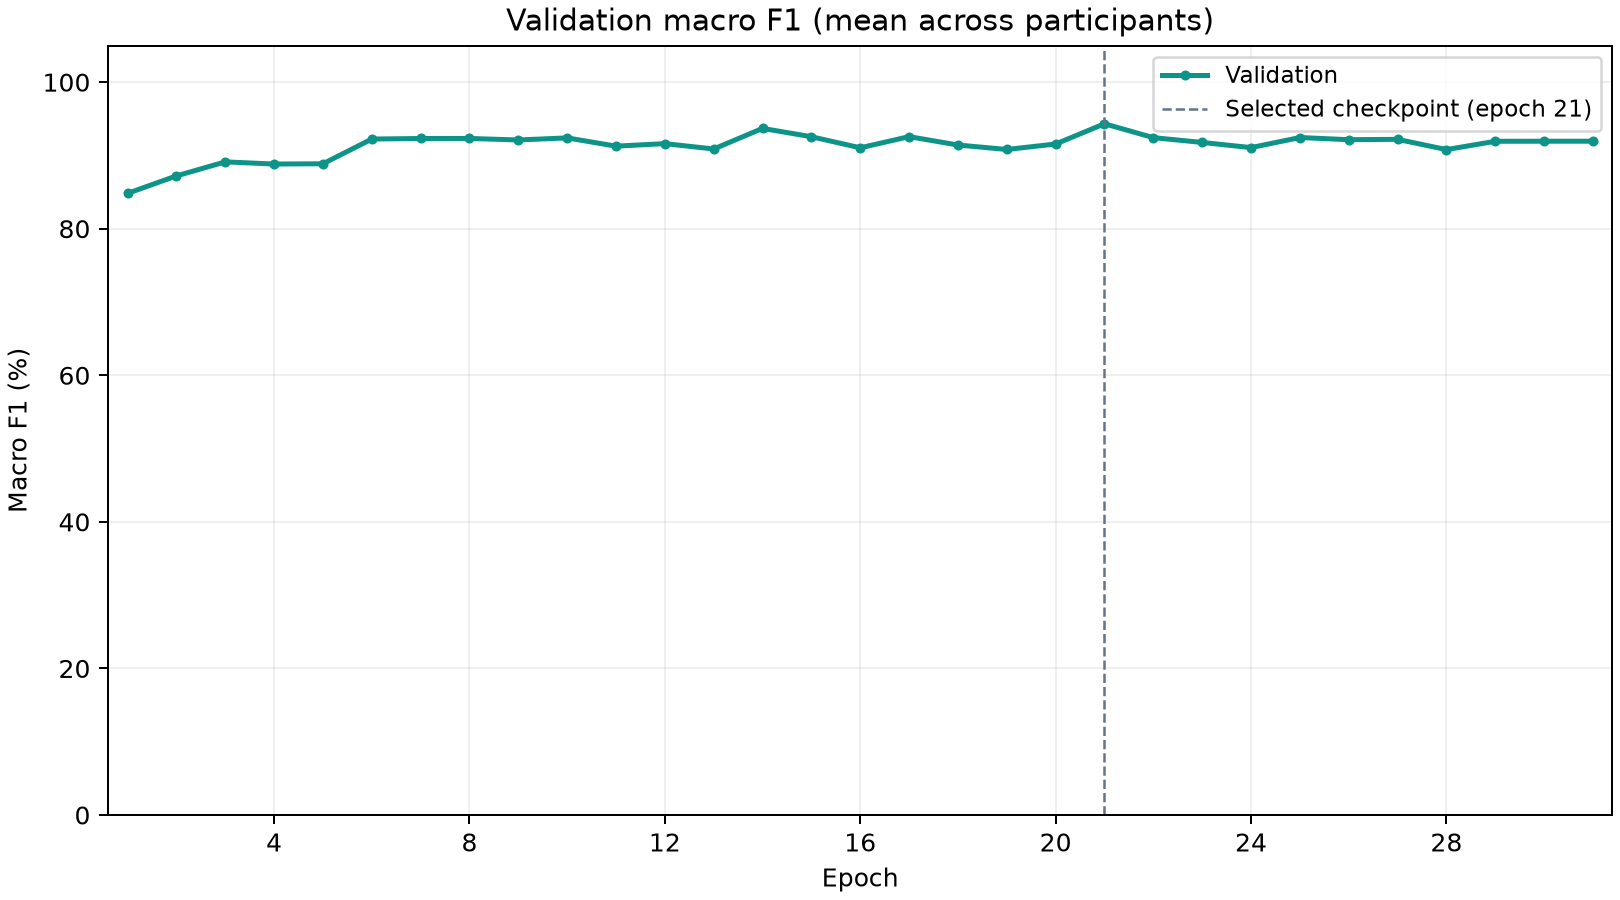 Validation macro F1 (mean across participants)
Validation
Selected checkpoint (epoch 21)
Macro F1 (%)
100
80
60
40
20
0
4 8 12 16 20 24 28
Epoch